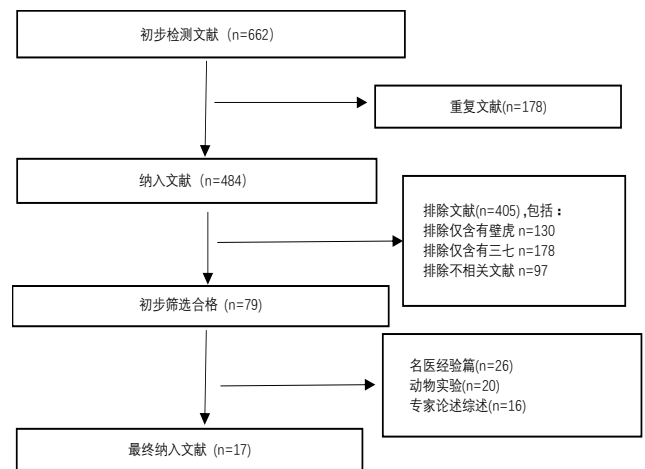 初步检测文献（n=662）
重复文献(n=178)
纳入文献（n=484）
排除文献(n=405) ,包括：
排除仅含有壁虎 n=130
排除仅含有三七 n=178
排除不相关文献 n=97
初步筛选合格（n=79)
名医经验篇(n=26)
动物实验(n=20)
专家论述综述(n=16)
最终纳入文献（n=17）